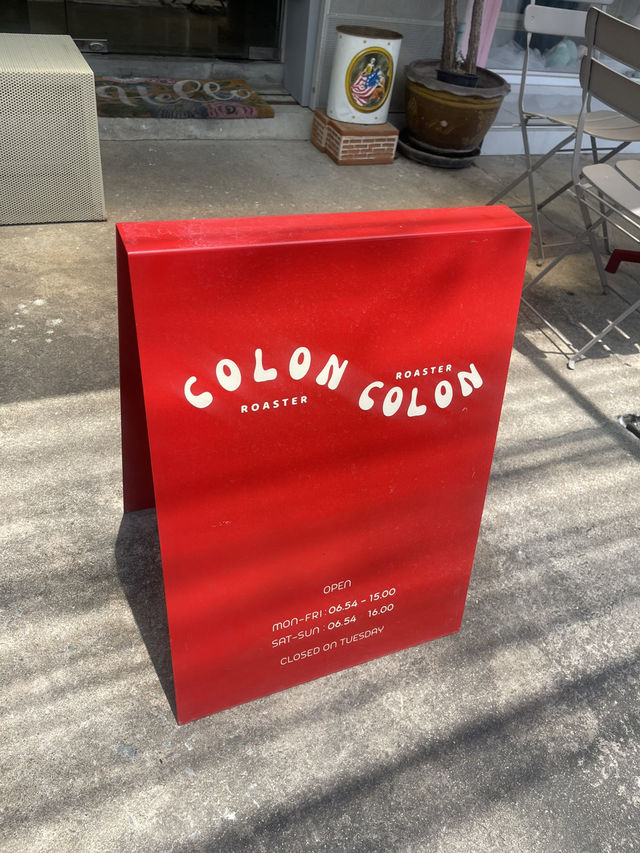 Hello
COLON
ROASTER
ROASTER
COLON
OPEN
MON-FRI : 06.54 - 15.00
SAT-SUN : 06.54 16.00
CLOSED ON TUESDAY